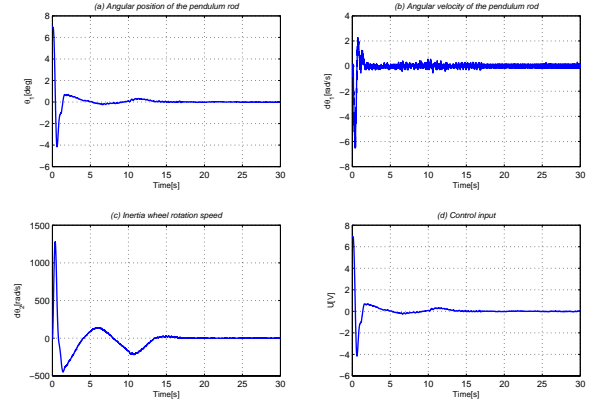 (a) Angular position of the pendulum rod
θ₁[deg]
8
6
4
2
0
−2
−4
−6
0 5 10 15 20 25 30
Time[s]
(b) Angular velocity of the pendulum rod
dθ₁[rad/s]
4
2
0
−2
−4
−6
−8
0 5 10 15 20 25 30
Time[s]
(c) Inertia wheel rotation speed
dθ₂[rad/s]
1500
1000
500
0
−500
0 5 10 15 20 25 30
Time[s]
(d) Control input
U[V]
8
6
4
2
0
−2
−4
−6
0 5 10 15 20 25 30
Time[s]